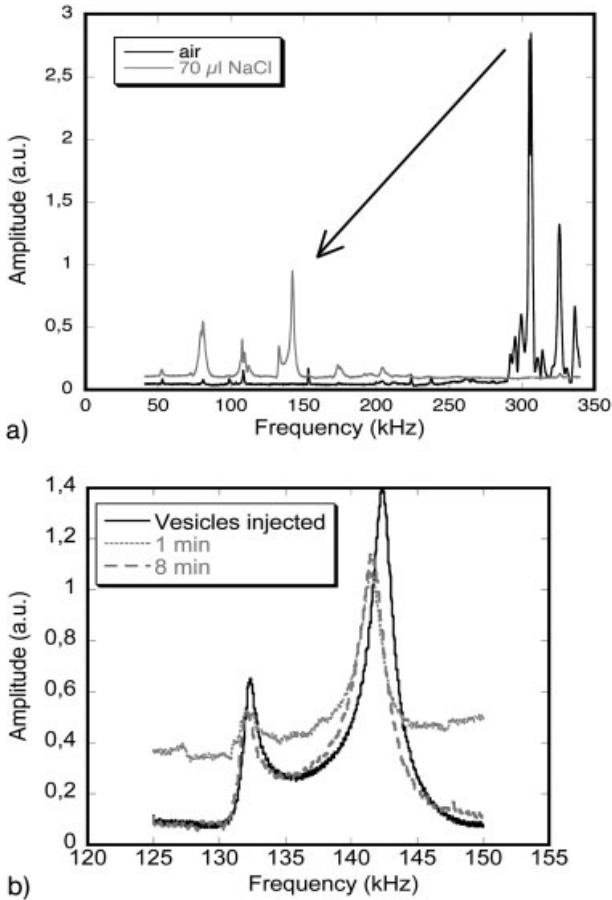 3
2,5
2
1,5
1
0,5
0
Amplitude (a.u.)
air
70 µl NaCl
0 50 100 150 200 250 300 350
Frequency (kHz)
a)
1,4
1,2
1
0,8
0,6
0,4
0,2
0
Amplitude (a.u.)
Vesicles injected
1 min
8 min
120 125 130 135 140 145 150 155
Frequency (kHz)
b)